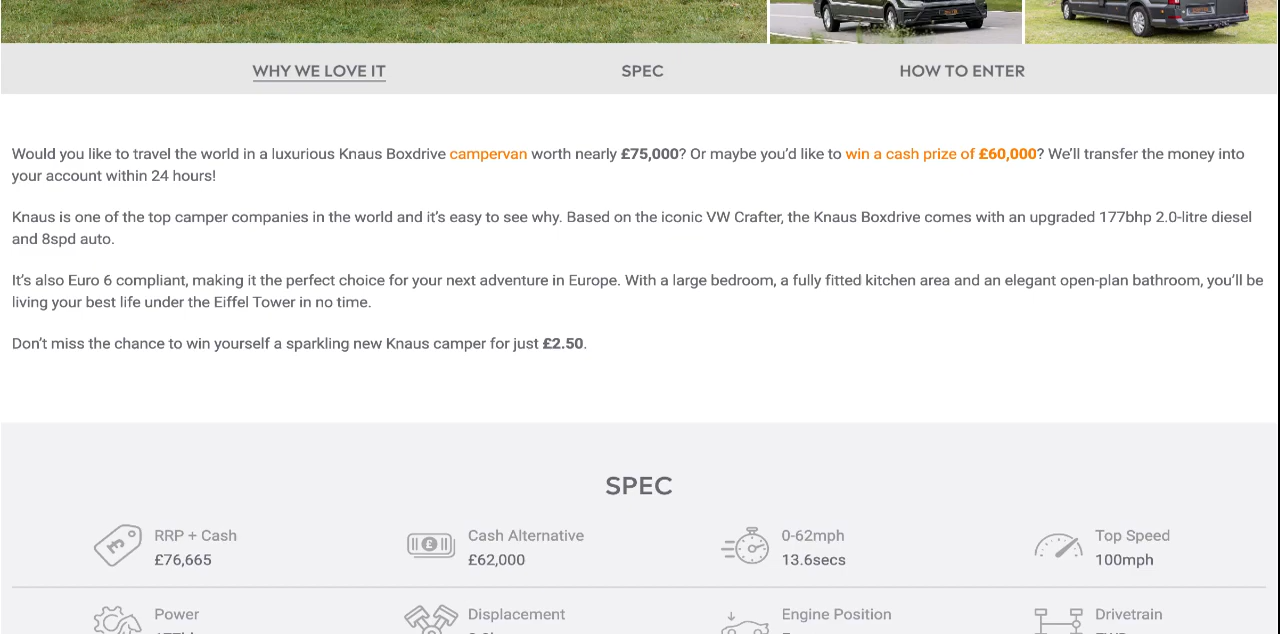 WHY WE LOVE IT
SPEC
HOW TO ENTER
Would you like to travel the world in a luxurious Knaus Boxdrive campervan worth nearly £75,000? Or maybe you’d like to win a cash prize of £60,000? We’ll transfer the money into
your account within 24 hours!
Knaus is one of the top camper companies in the world and it’s easy to see why. Based on the iconic VW Crafter, the Knaus Boxdrive comes with an upgraded 177bhp 2.0-litre diesel
and 8spd auto.
It’s also Euro 6 compliant, making it the perfect choice for your next adventure in Europe. With a large bedroom, a fully fitted kitchen area and an elegant open-plan bathroom, you’ll be
living your best life under the Eiffel Tower in no time.
Don’t miss the chance to win yourself a sparkling new Knaus camper for just £2.50.
SPEC
RRP + Cash
£76,665
Cash Alternative
£62,000
0-62mph
13.6secs
Top Speed
100mph
Power
Displacement
Engine Position
Drivetrain